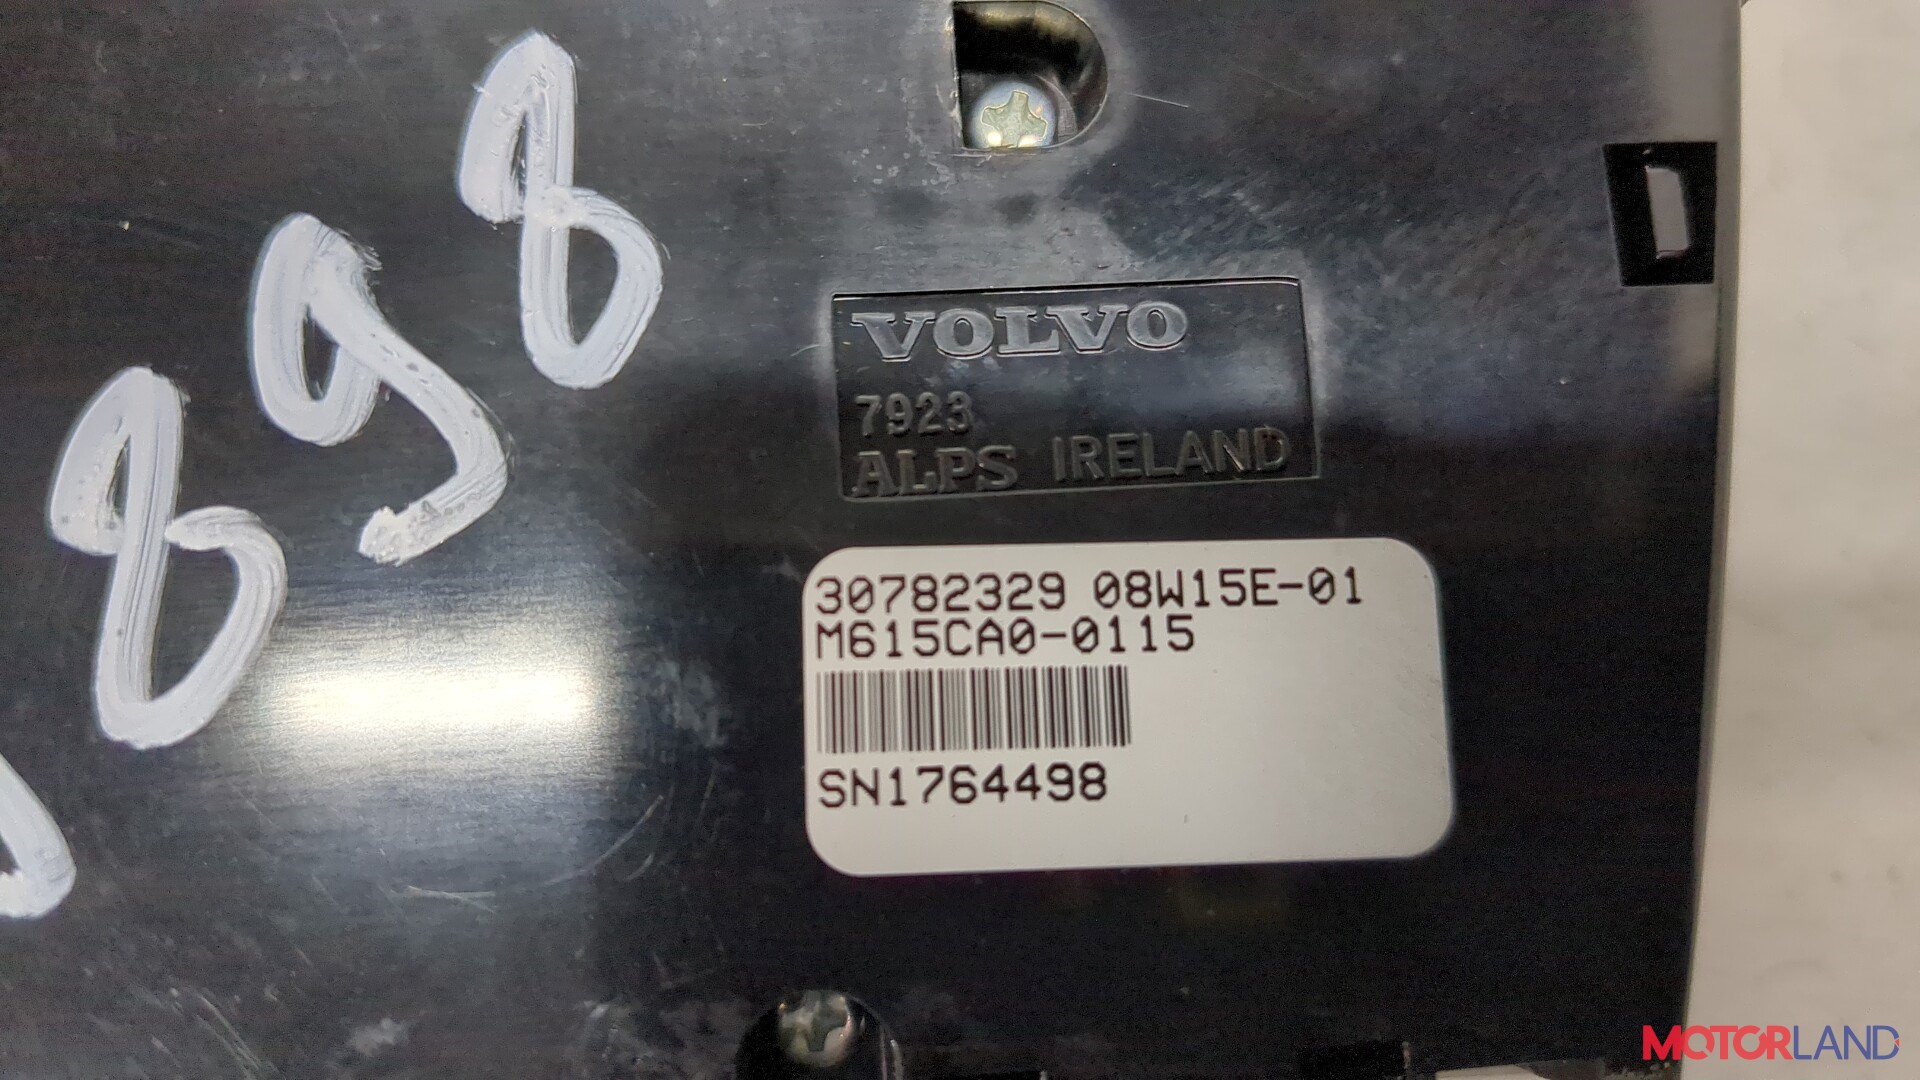 898
VOLVO
7923
ALPS IRELAND
30782329 08W15E-01
M615CA0-0115
SN1764498
MOTORLAND